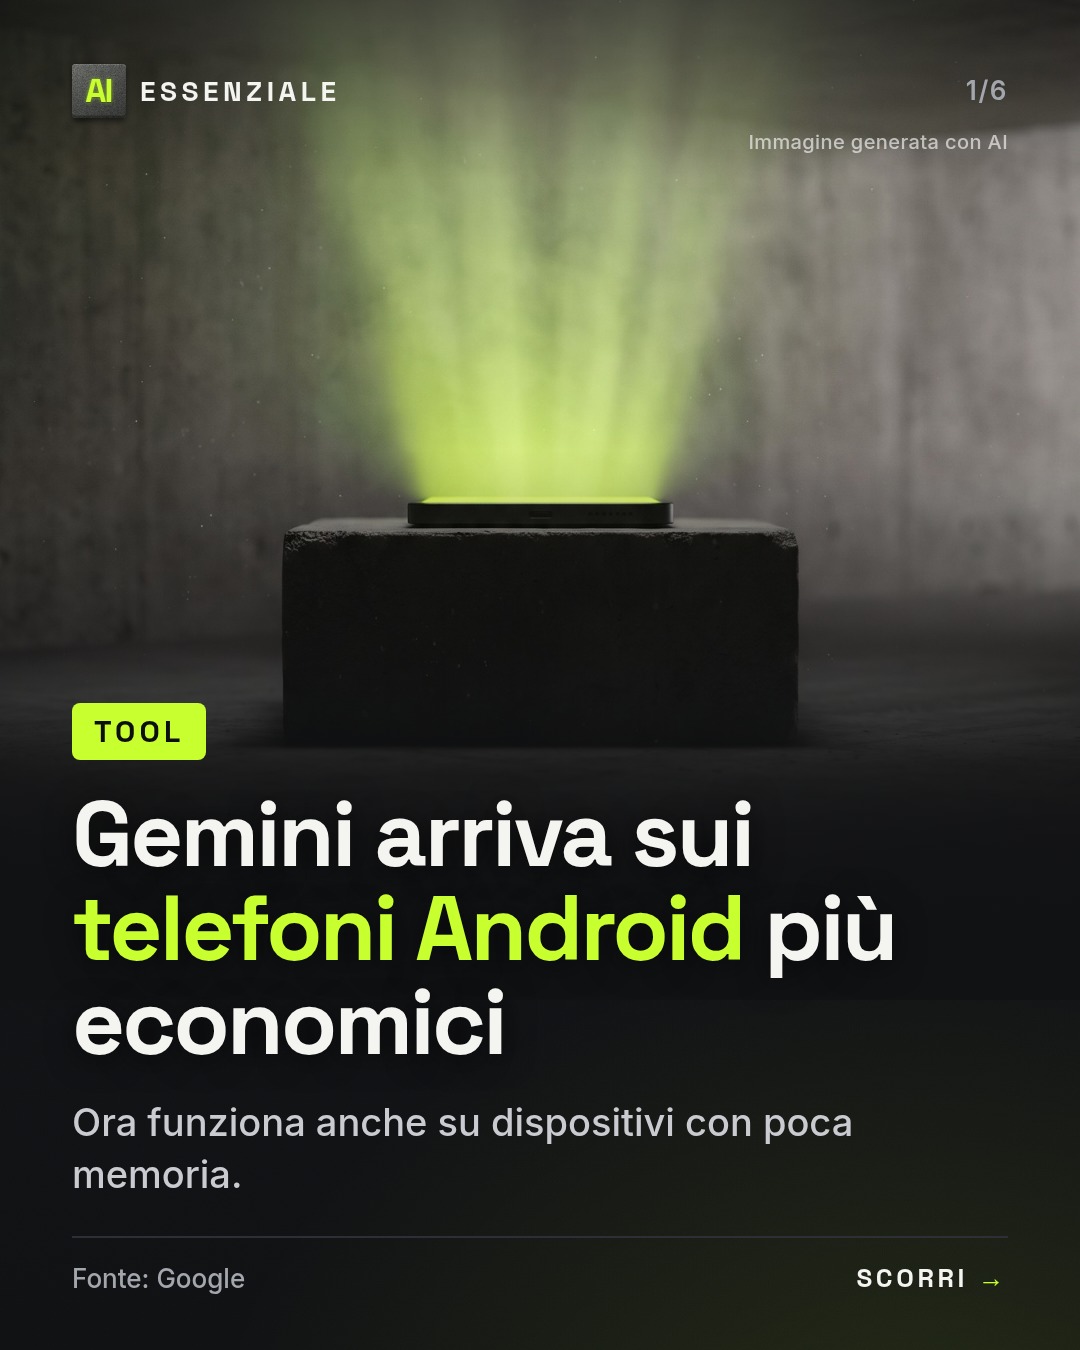 AI ESSENZIALE
1/6
Immagine generata con AI
TOOL
Gemini arriva sui
telefoni Android più
economici
Ora funziona anche su dispositivi con poca
memoria.
Fonte: Google
SCORRI →